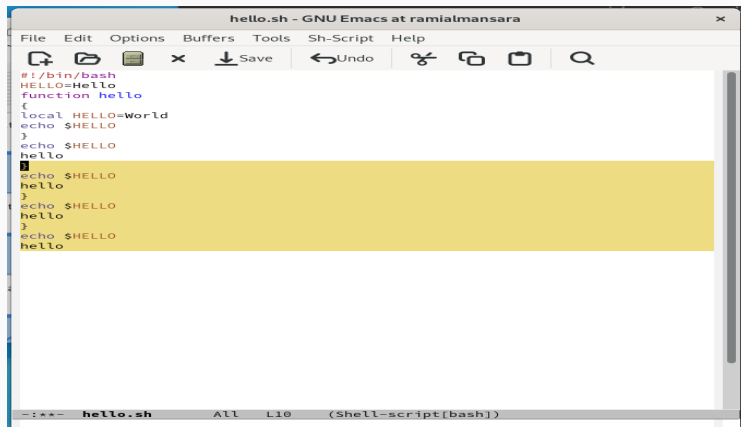 hello.sh - GNU Emacs at ramialmansara
File Edit Options Buffers Tools Sh-Script Help
Save Undo
#!/bin/bash
HELLO=Hello
function hello
{
local HELLO=World
echo $HELLO
}
echo $HELLO
hello
}
echo $HELLO
hello
}
echo $HELLO
hello
}
echo $HELLO
hello
-:**- hello.sh All L10 (Shell-script[bash])